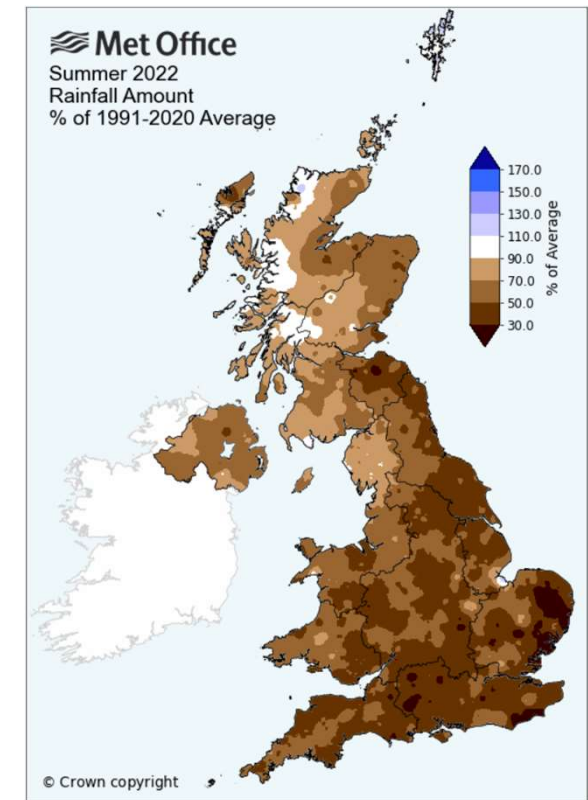 Met Office
Summer 2022
Rainfall Amount
% of 1991-2020 Average
170.0
150.0
130.0
110.0
90.0
70.0
50.0
30.0
% of Average
© Crown copyright